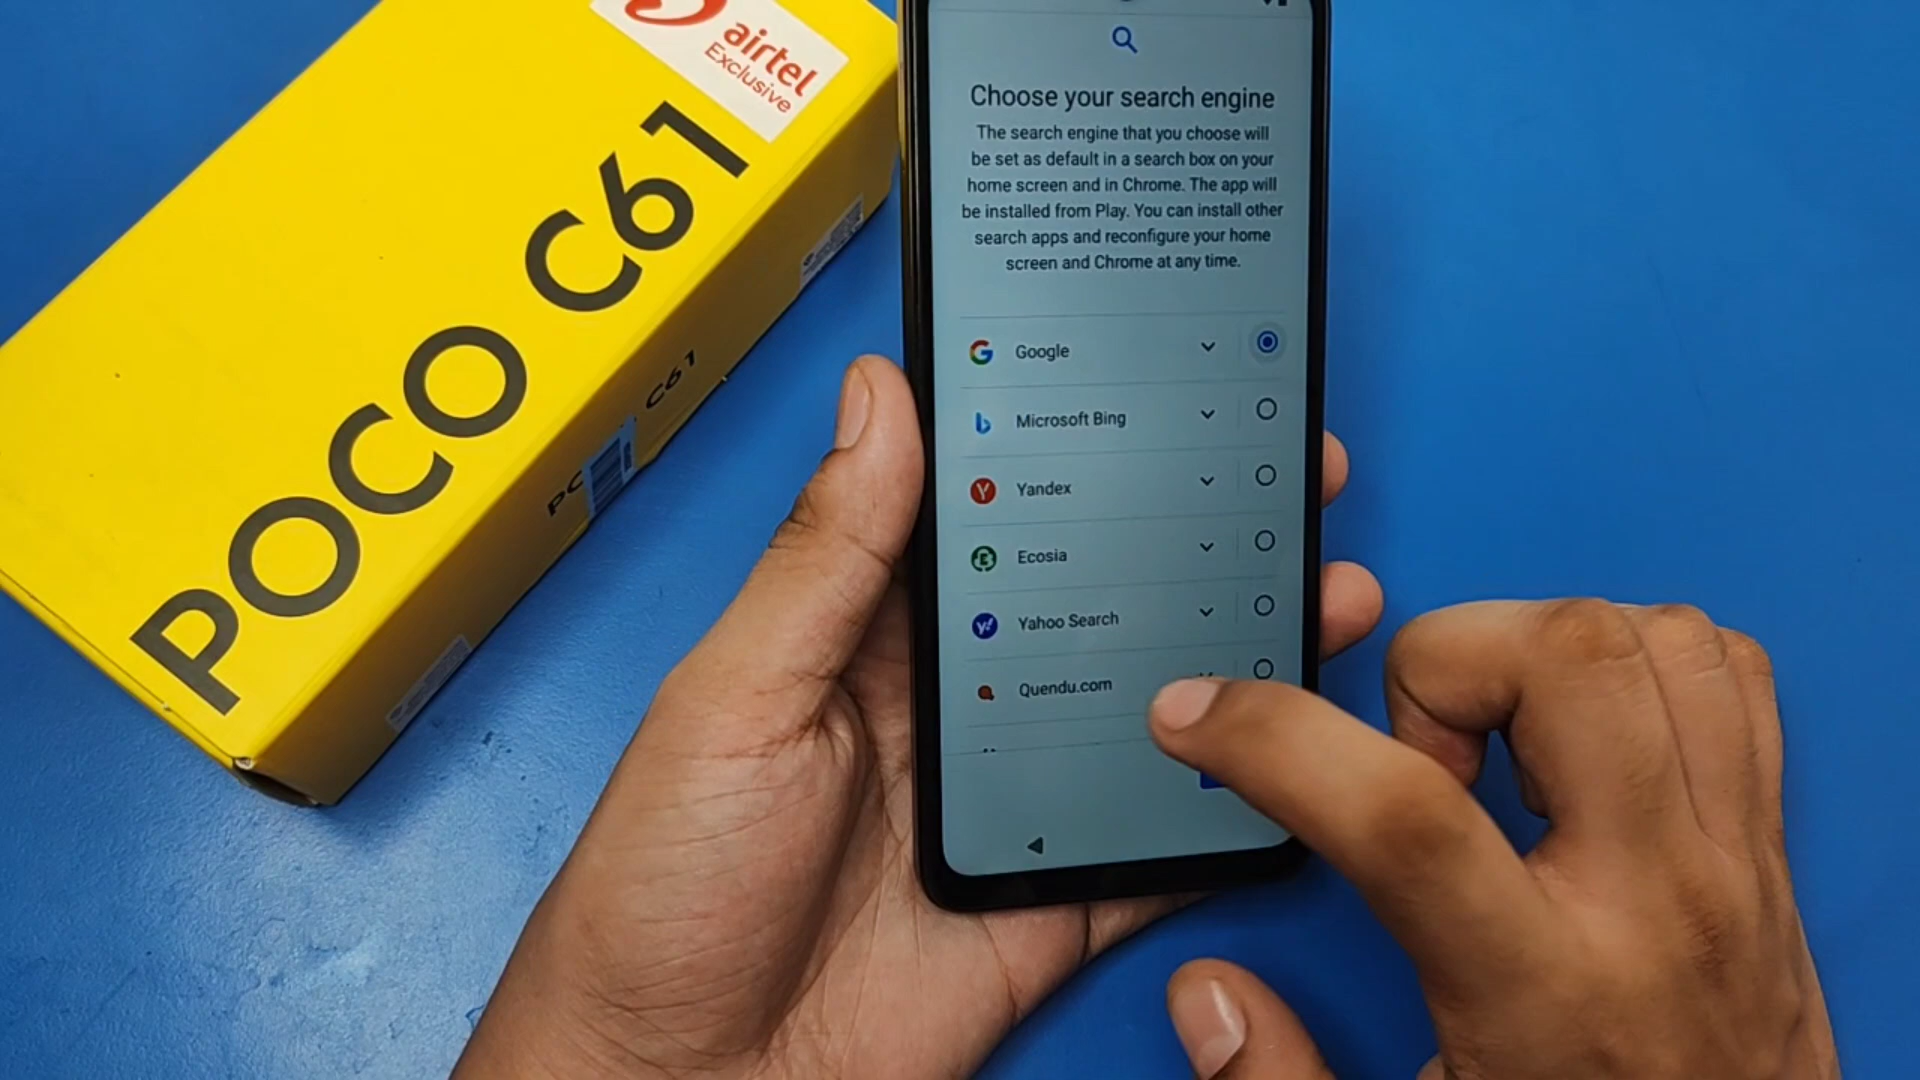 airtel
Exclusive
POCO C61
C61
PC
Choose your search engine
The search engine that you choose will
be set as default in a search box on your
home screen and in Chrome. The app will
be installed from Play. You can install other
search apps and reconfigure your home
screen and Chrome at any time.
Google
Microsoft Bing
Yandex
Ecosia
Yahoo Search
Quendu.com